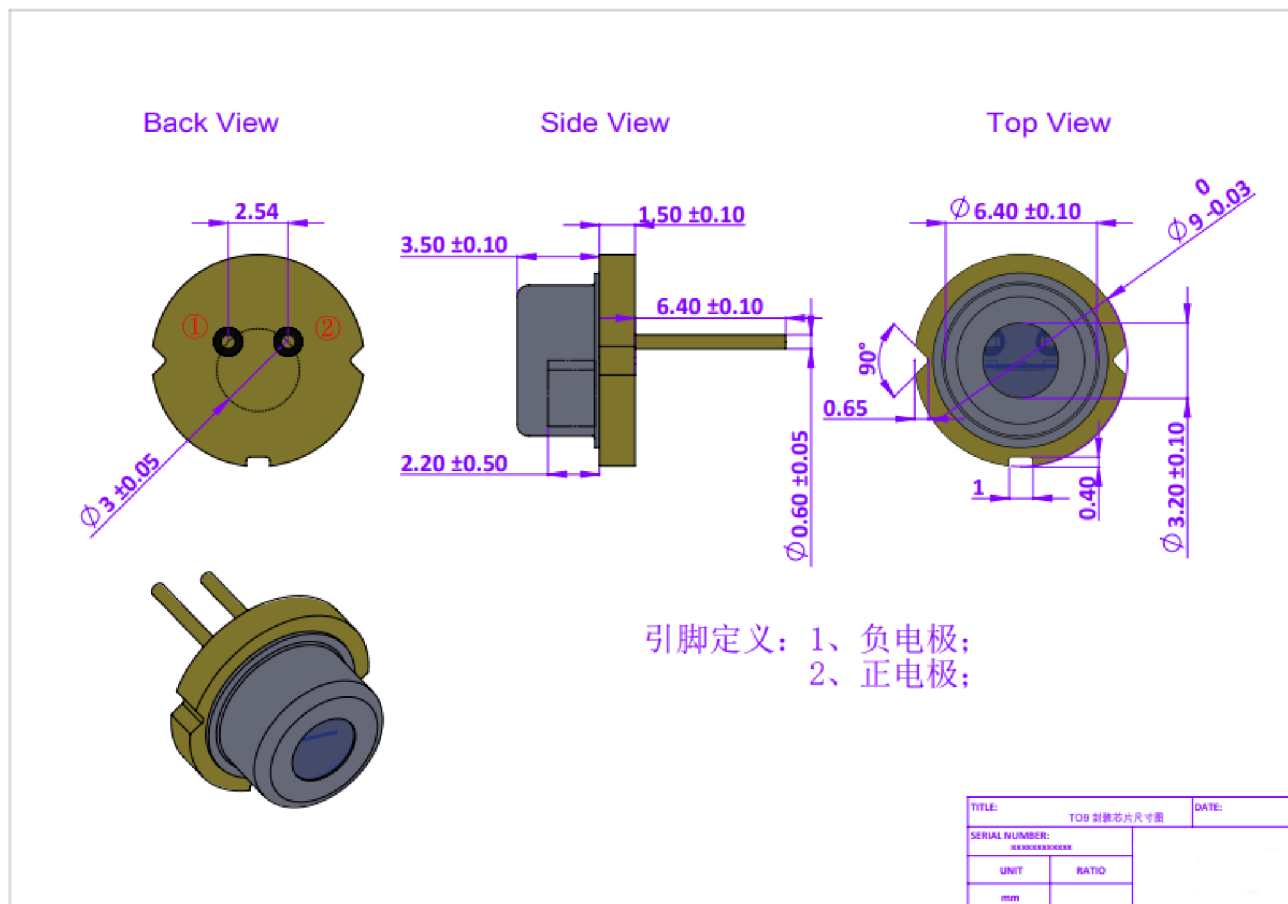 Back View
Side View
Top View
2.54
① ②
Ø3 ±0.05
1.50 ±0.10
3.50 ±0.10
6.40 ±0.10
2.20 ±0.50
Ø0.60 ±0.05
Ø6.40 ±0.10
Ø9 0 -0.03
90°
0.65
1
0.40
Ø3.20 ±0.10
引脚定义：1、负电极；
2、正电极；
TITLE:
TO9 封装芯片尺寸图
DATE:
SERIAL NUMBER:
XXXXXXXXXXXX
UNIT
RATIO
mm